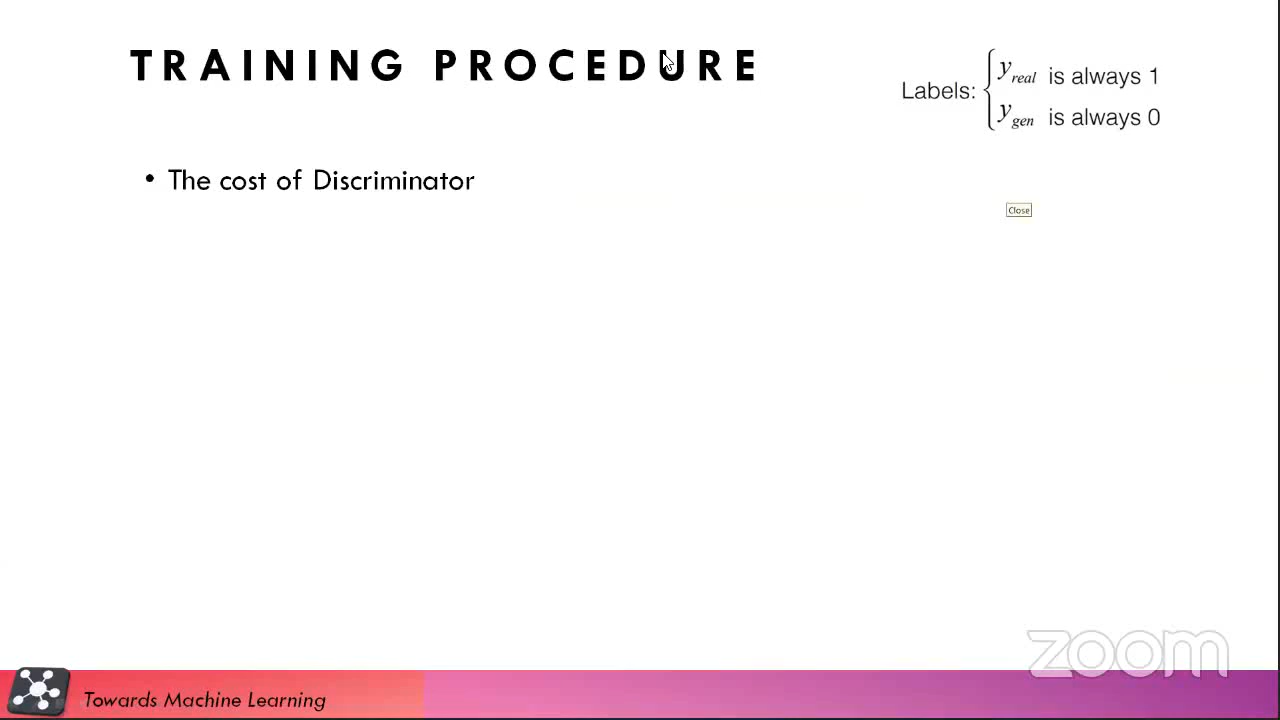 TRAINING PROCEDURE
Labels: { y_real is always 1
y_gen is always 0
• The cost of Discriminator
Close
zoom
Towards Machine Learning